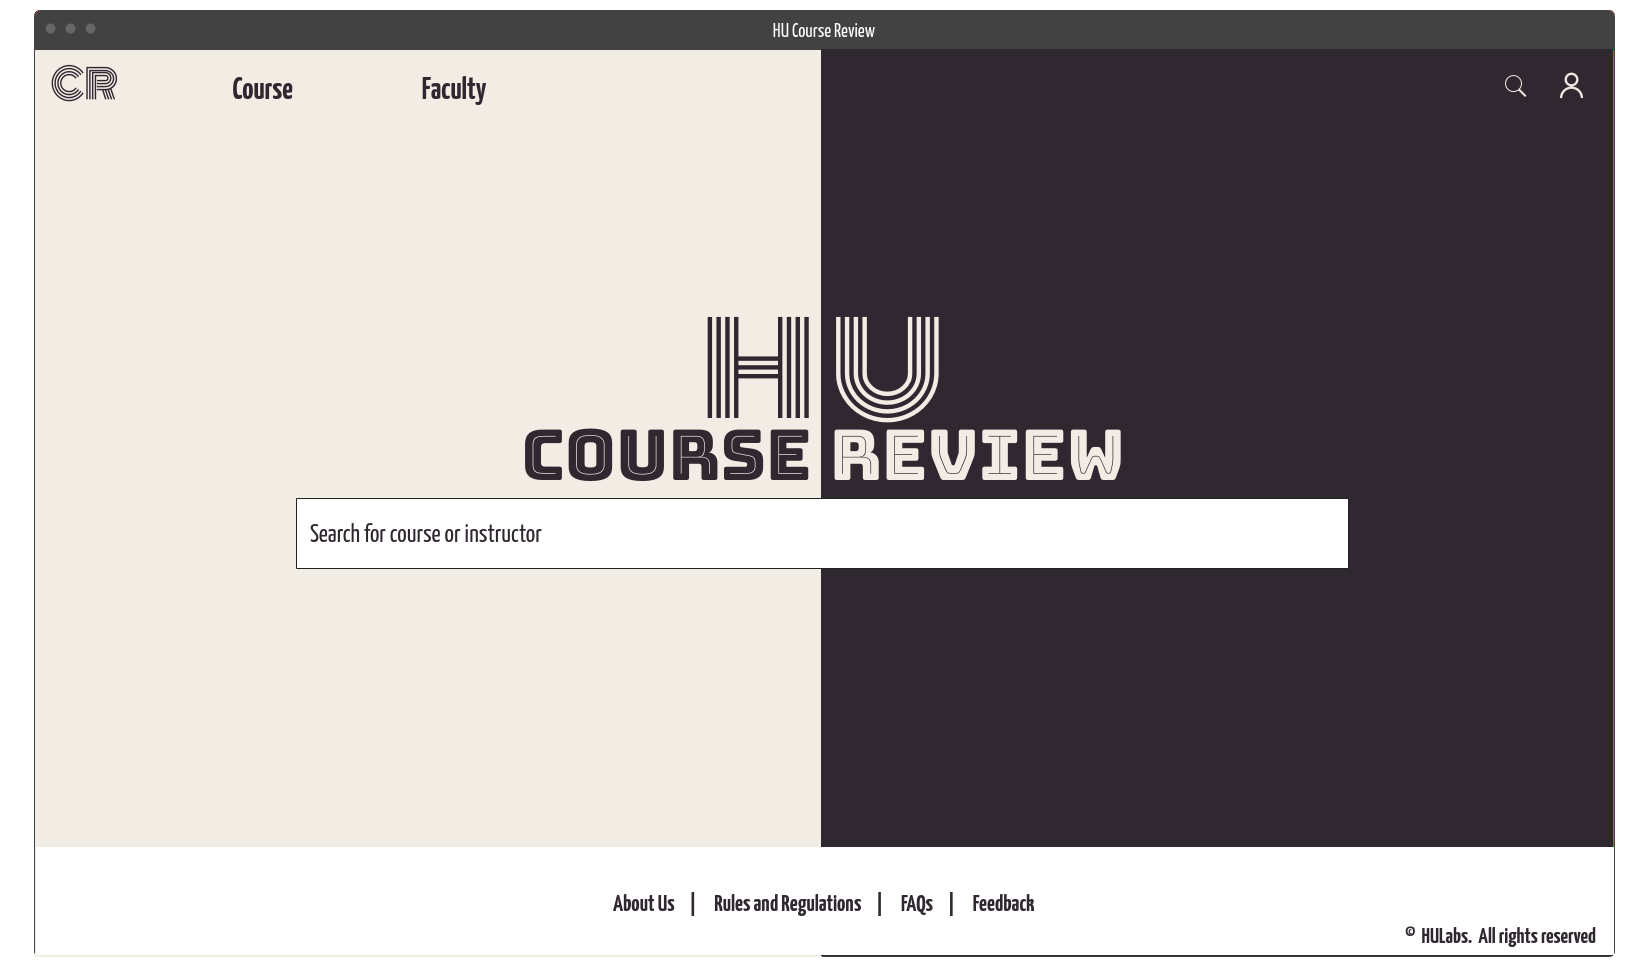 HU Course Review
CR Course Faculty
HU
COURSE REVIEW
Search for course or instructor
About Us | Rules and Regulations | FAQs | Feedback
© HULabs. All rights reserved